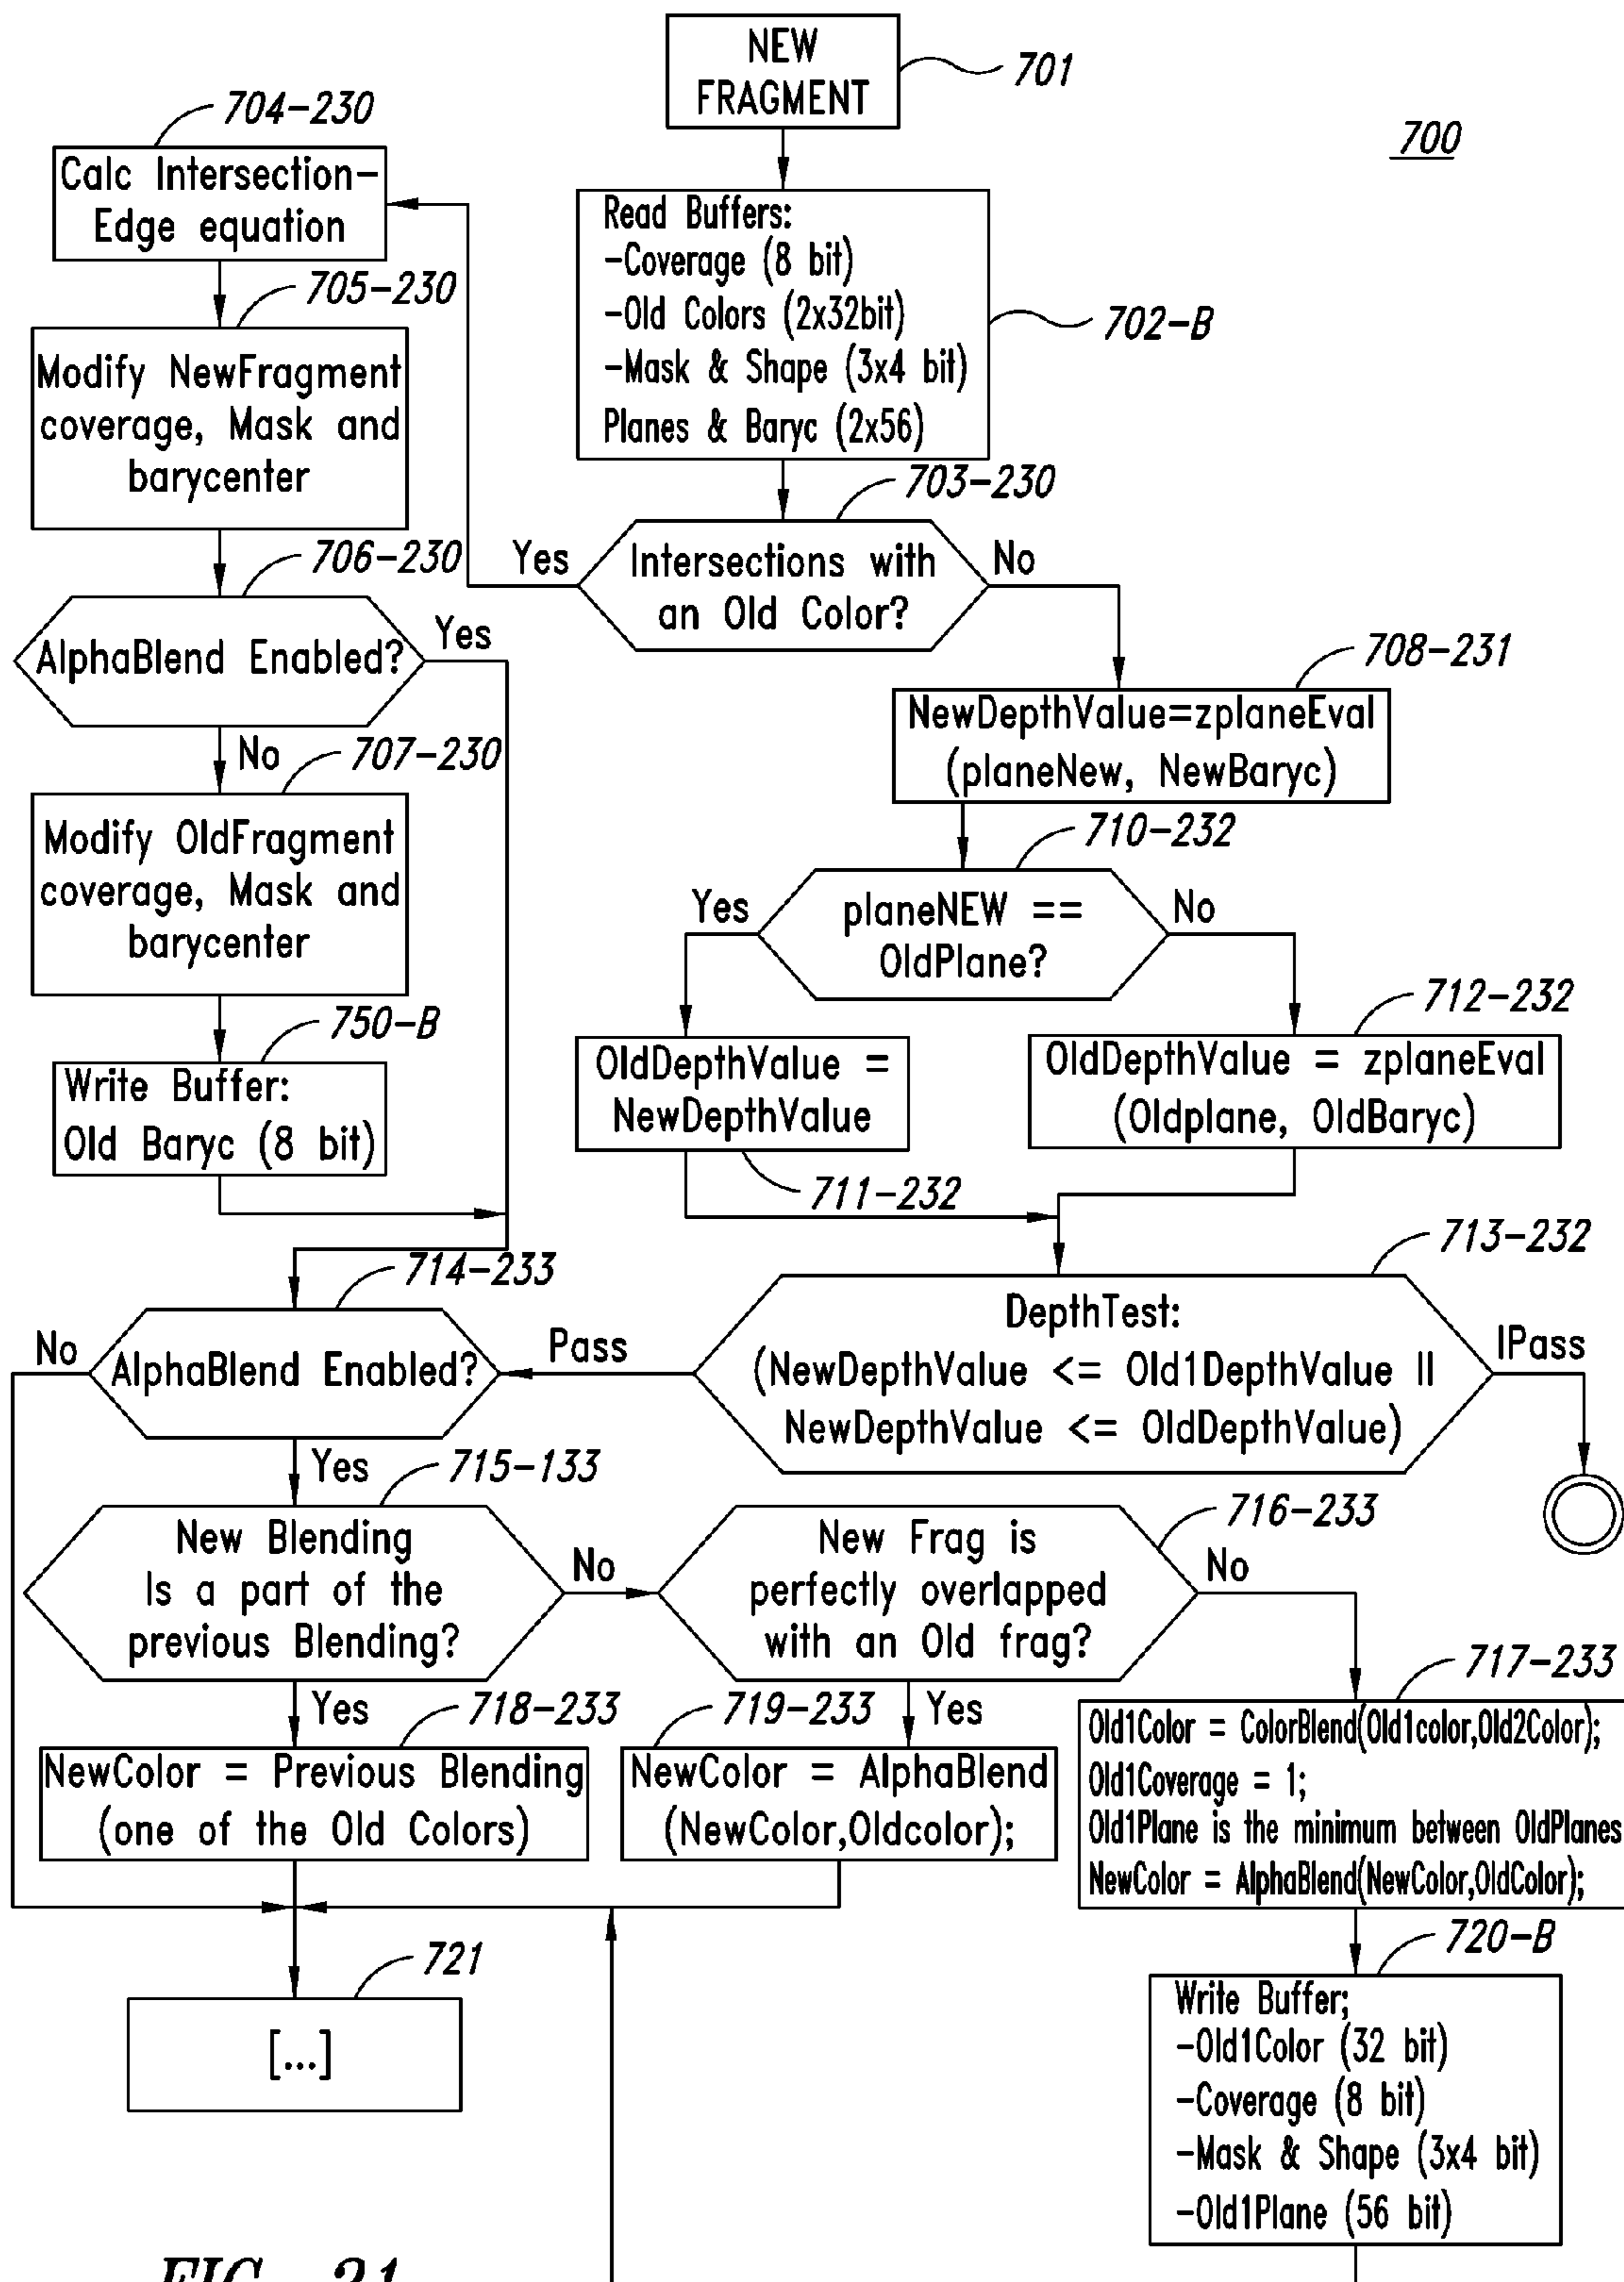 NEW
FRAGMENT
701
700
704-230
Calc Intersection-
Edge equation
Read Buffers:
-Coverage (8 bit)
-Old Colors (2x32bit)
-Mask & Shape (3x4 bit)
Planes & Baryc (2x56)
702-B
705-230
Modify NewFragment
coverage, Mask and
barycenter
703-230
Yes
Intersections with
an Old Color?
No
706-230
AlphaBlend Enabled?
Yes
No
708-231
NewDepthValue=zplaneEval
(planeNew, NewBaryc)
707-230
Modify OldFragment
coverage, Mask and
barycenter
710-232
Yes
planeNEW ==
OldPlane?
No
750-B
Write Buffer:
Old Baryc (8 bit)
OldDepthValue =
NewDepthValue
711-232
712-232
OldDepthValue = zplaneEval
(Oldplane, OldBaryc)
714-233
No
AlphaBlend Enabled?
Yes
Pass
713-232
DepthTest:
(NewDepthValue <= Old1DepthValue ||
NewDepthValue <= OldDepthValue)
IPass
715-133
New Blending
Is a part of the
previous Blending?
No
Yes
716-233
New Frag is
perfectly overlapped
with an Old frag?
No
Yes
718-233
NewColor = Previous Blending
(one of the Old Colors)
719-233
NewColor = AlphaBlend
(NewColor,Oldcolor);
717-233
Old1Color = ColorBlend(Old1color,Old2Color);
Old1Coverage = 1;
Old1Plane is the minimum between OldPlanes
NewColor = AlphaBlend(NewColor,OldColor);
721
[...]
720-B
Write Buffer;
-Old1Color (32 bit)
-Coverage (8 bit)
-Mask & Shape (3x4 bit)
-Old1Plane (56 bit)
FIG. 21